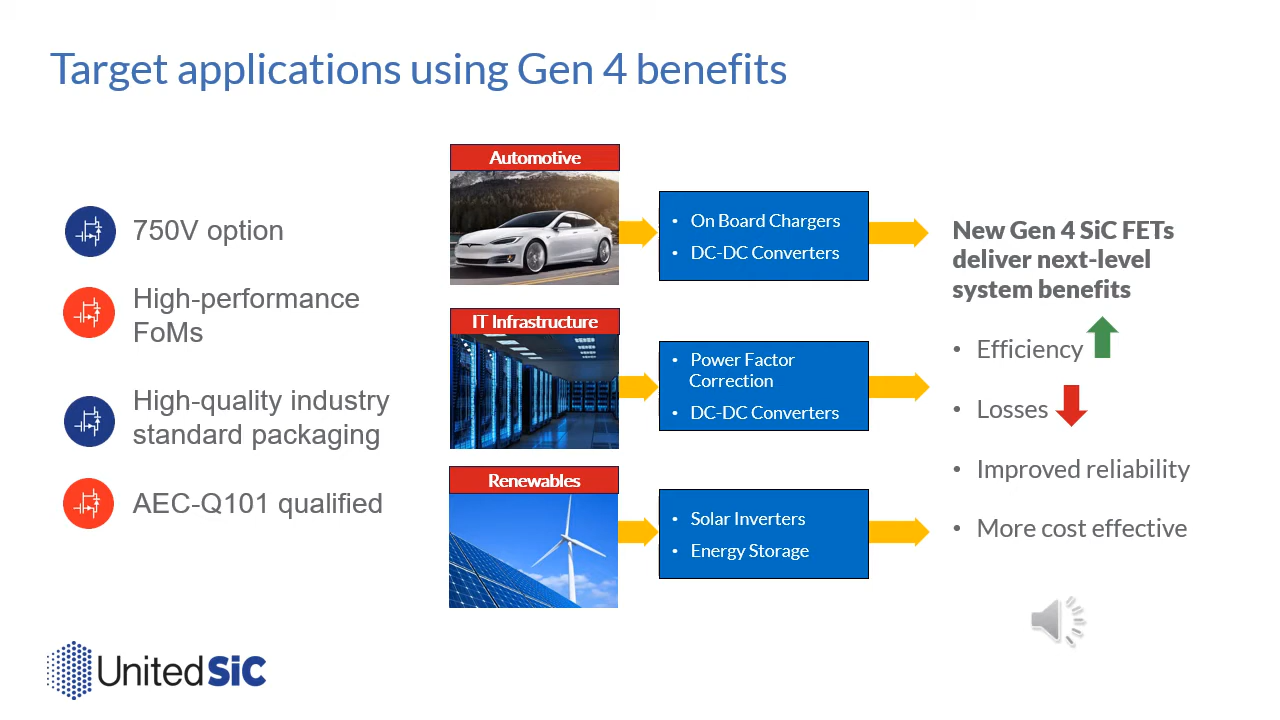 Target applications using Gen 4 benefits
750V option
High-performance
FoMs
High-quality industry
standard packaging
AEC-Q101 qualified
Automotive
• On Board Chargers
• DC-DC Converters
IT Infrastructure
• Power Factor
Correction
• DC-DC Converters
Renewables
• Solar Inverters
• Energy Storage
New Gen 4 SiC FETs
deliver next-level
system benefits
• Efficiency
• Losses
• Improved reliability
• More cost effective
UnitedSiC